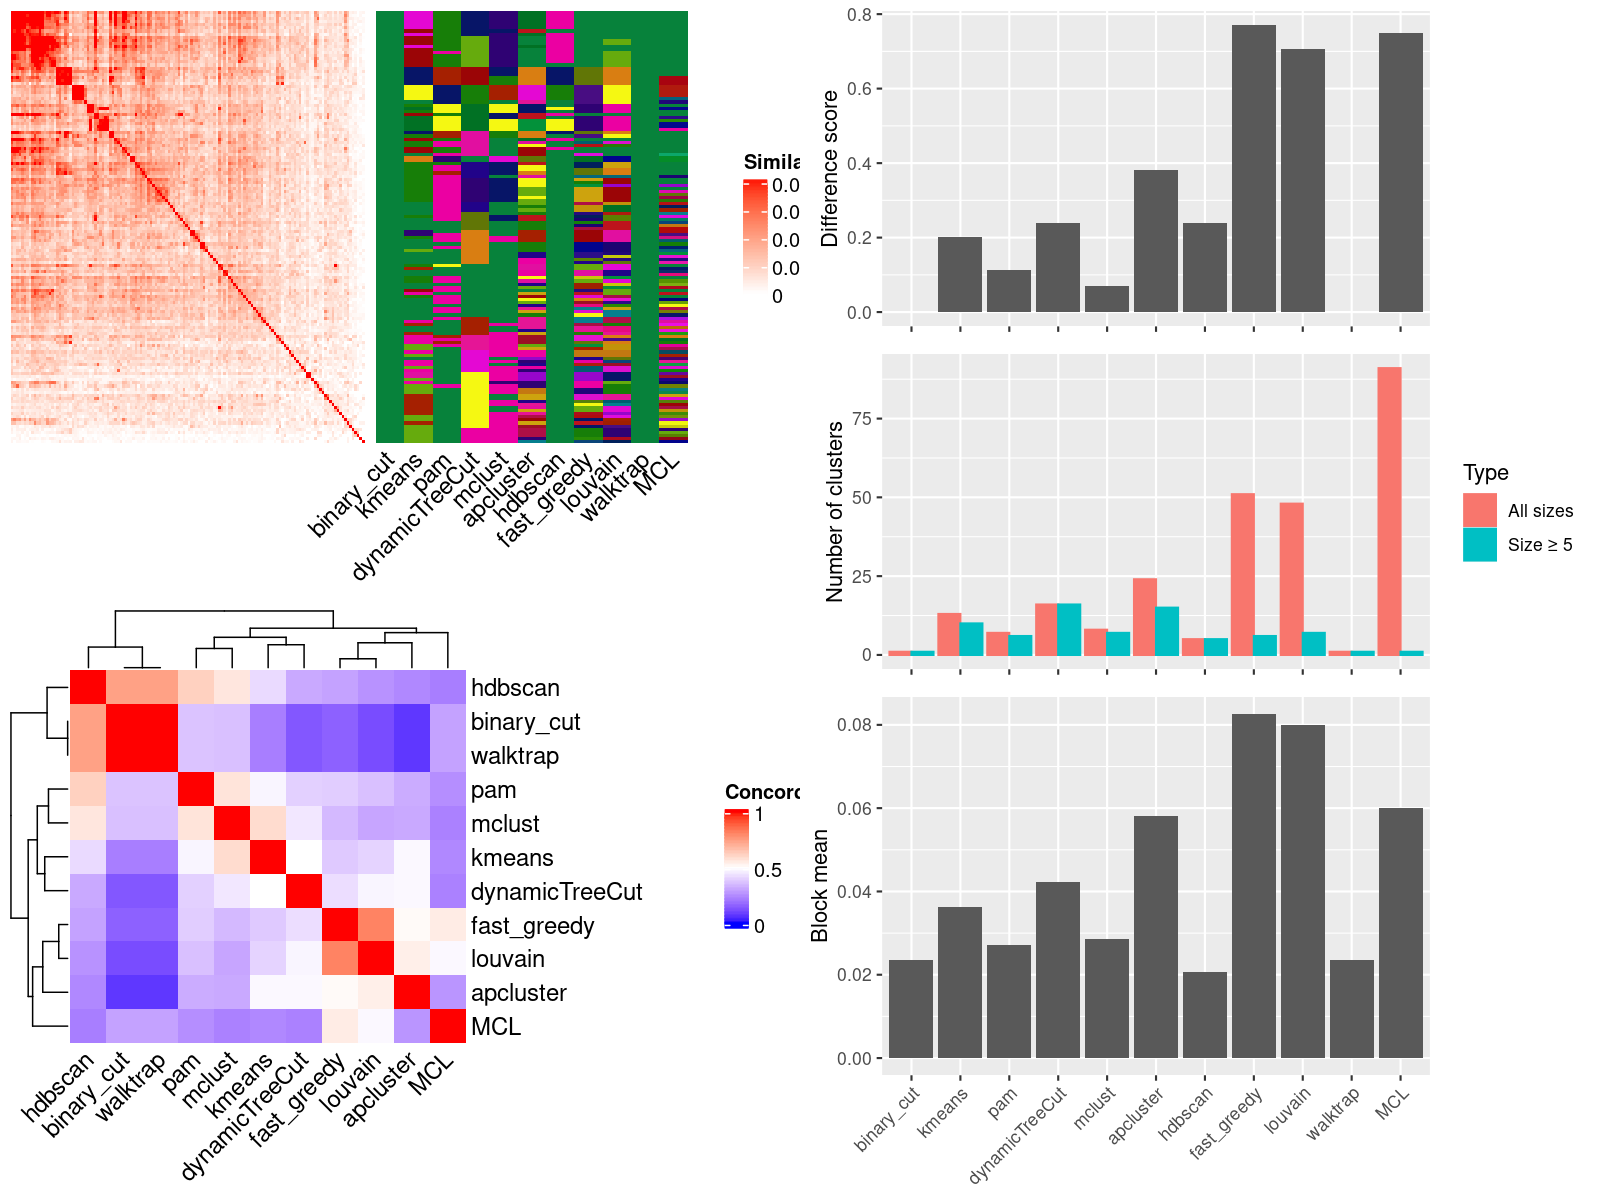 Simila
0.0
0.0
0.0
0.0
0
binary_cut
kmeans
pam
dynamicTreeCut
mclust
apcluster
hdbscan
fast_greedy
louvain
walktrap
MCL
hdbscan
binary_cut
walktrap
pam
mclust
kmeans
dynamicTreeCut
fast_greedy
louvain
apcluster
MCL
hdbscan
binary_cut
walktrap
pam
mclust
kmeans
dynamicTreeCut
fast_greedy
louvain
apcluster
MCL
Concord
1
0.5
0
Difference score
0.8
0.6
0.4
0.2
0.0
Number of clusters
75
50
25
0
Type
All sizes
Size ≥ 5
Block mean
0.08
0.06
0.04
0.02
0.00
binary_cut
kmeans
pam
dynamicTreeCut
mclust
apcluster
hdbscan
fast_greedy
louvain
walktrap
MCL